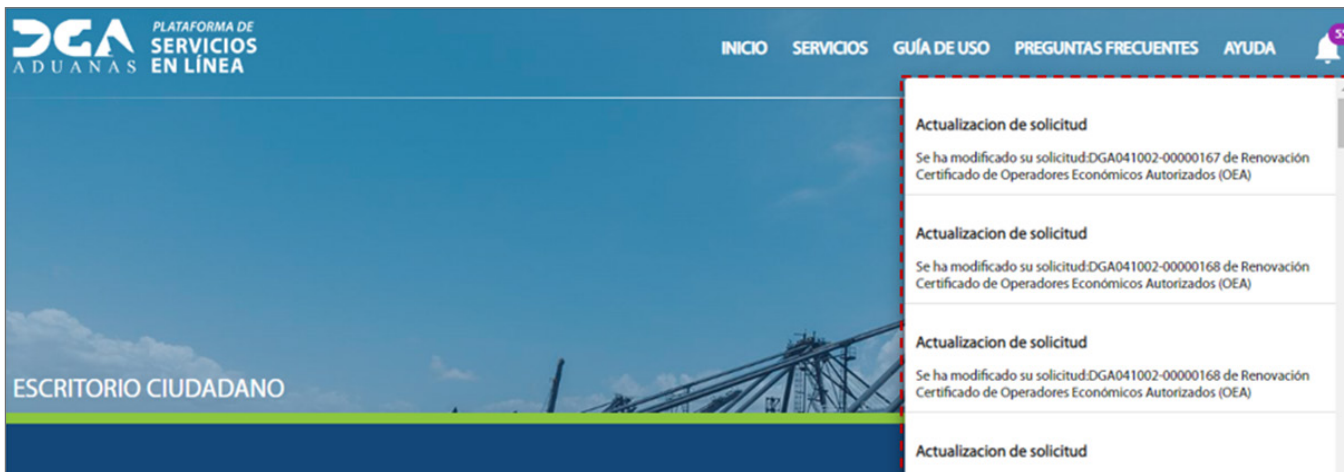 DGA
ADUANAS
PLATAFORMA DE
SERVICIOS
EN LÍNEA
INICIO SERVICIOS GUÍA DE USO PREGUNTAS FRECUENTES AYUDA
Actualizacion de solicitud
Se ha modificado su solicitud:DGA041002-00000167 de Renovación
Certificado de Operadores Económicos Autorizados (OEA)
Actualizacion de solicitud
Se ha modificado su solicitud:DGA041002-00000168 de Renovación
Certificado de Operadores Económicos Autorizados (OEA)
Actualizacion de solicitud
Se ha modificado su solicitud:DGA041002-00000168 de Renovación
Certificado de Operadores Económicos Autorizados (OEA)
ESCRITORIO CIUDADANO
Actualizacion de solicitud